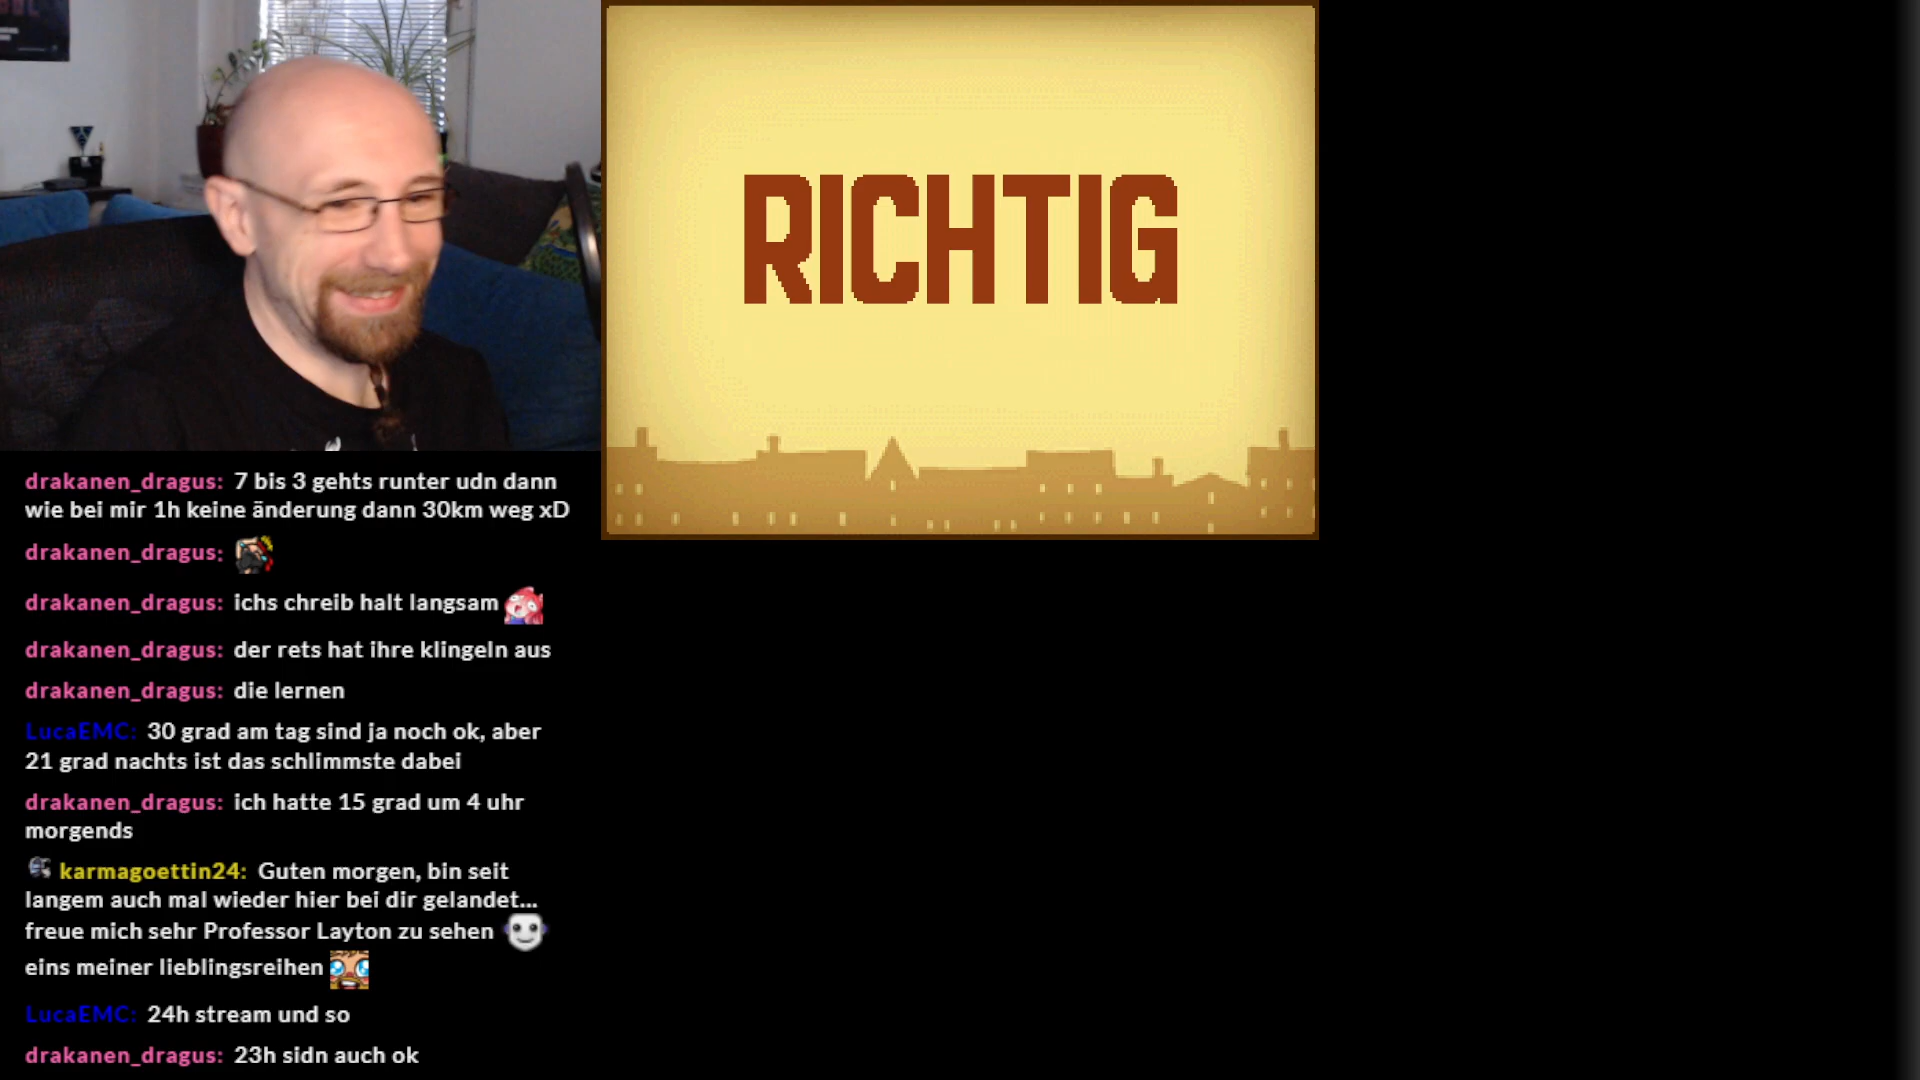 RICHTIG
drakanen_dragus: 7 bis 3 gehts runter udn dann
wie bei mir 1h keine änderung dann 30km weg xD
drakanen_dragus:
drakanen_dragus: ichs chreib halt langsam
drakanen_dragus: der rets hat ihre klingeln aus
drakanen_dragus: die lernen
LucaEMC: 30 grad am tag sind ja noch ok, aber
21 grad nachts ist das schlimmste dabei
drakanen_dragus: ich hatte 15 grad um 4 uhr
morgends
karmagoettin24: Guten morgen, bin seit
langem auch mal wieder hier bei dir gelandet...
freue mich sehr Professor Layton zu sehen
eins meiner lieblingsreihen
LucaEMC: 24h stream und so
drakanen_dragus: 23h sidn auch ok